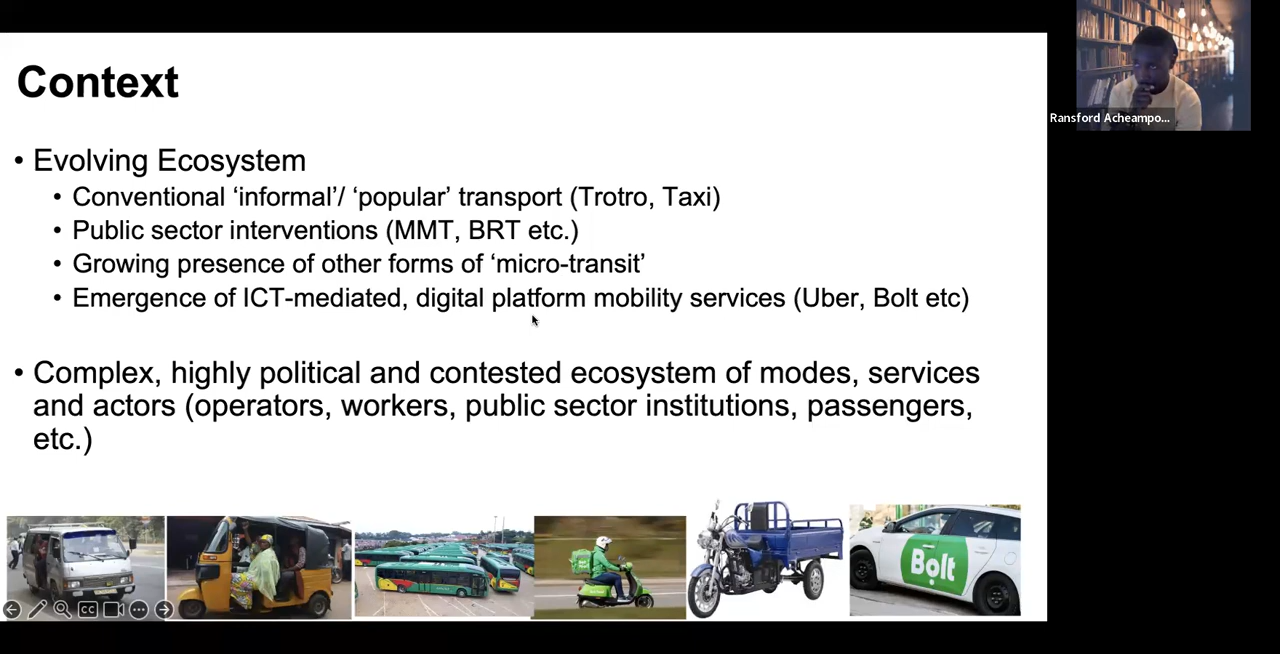 Context
• Evolving Ecosystem
• Conventional ‘informal’/ ‘popular’ transport (Trotro, Taxi)
• Public sector interventions (MMT, BRT etc.)
• Growing presence of other forms of ‘micro-transit’
• Emergence of ICT-mediated, digital platform mobility services (Uber, Bolt etc)
• Complex, highly political and contested ecosystem of modes, services
and actors (operators, workers, public sector institutions, passengers,
etc.)
Bolt
CC
Ransford Acheampo...